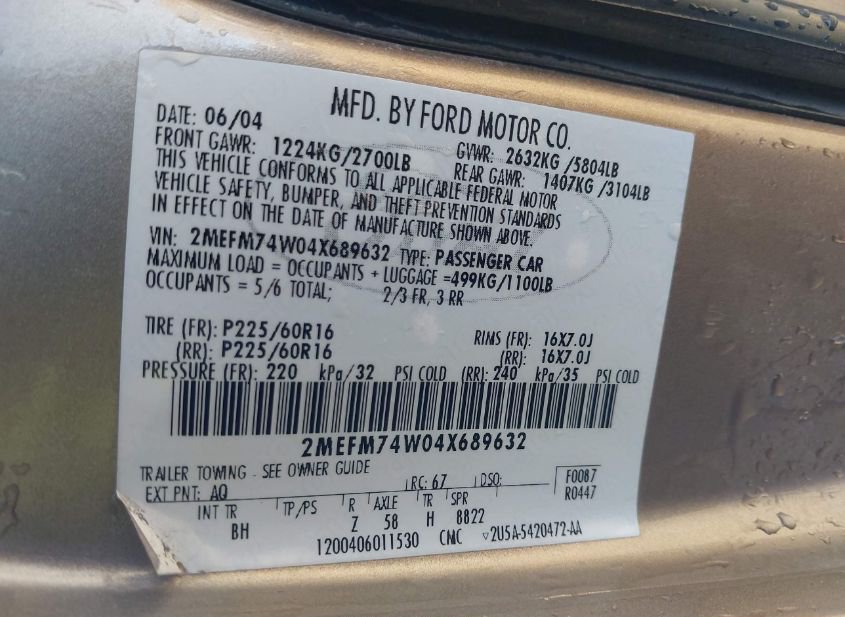 MFD. BY FORD MOTOR CO.
DATE: 06/04
FRONT GAWR: 1224KG/2700LB
GVWR: 2632KG /5804LB
REAR GAWR: 1407KG /3104LB
THIS VEHICLE CONFORMS TO ALL APPLICABLE FEDERAL MOTOR
VEHICLE SAFETY, BUMPER, AND THEFT PREVENTION STANDARDS
IN EFFECT ON THE DATE OF MANUFACTURE SHOWN ABOVE.
VIN: 2MEFM74W04X689632 TYPE: PASSENGER CAR
MAXIMUM LOAD = OCCUPANTS + LUGGAGE =499KG/1100LB
OCCUPANTS = 5/6 TOTAL; 2/3 FR, 3 RR
TIRE (FR): P225/60R16 RIMS (FR): 16X7.0J
(RR): P225/60R16 (RR): 16X7.0J
PRESSURE (FR): 220 kPa/32 PSI COLD (RR): 240 kPa/35 PSI COLD
2MEFM74W04X689632
TRAILER TOWING - SEE OWNER GUIDE
EXT PNT: AQ RC: 67 DSO: F0087
R0447
INT TR TP/PS R AXLE TR SPR
BH Z 58 H 8822
1200406011530 CMC ▽2U5A-5420472-AA